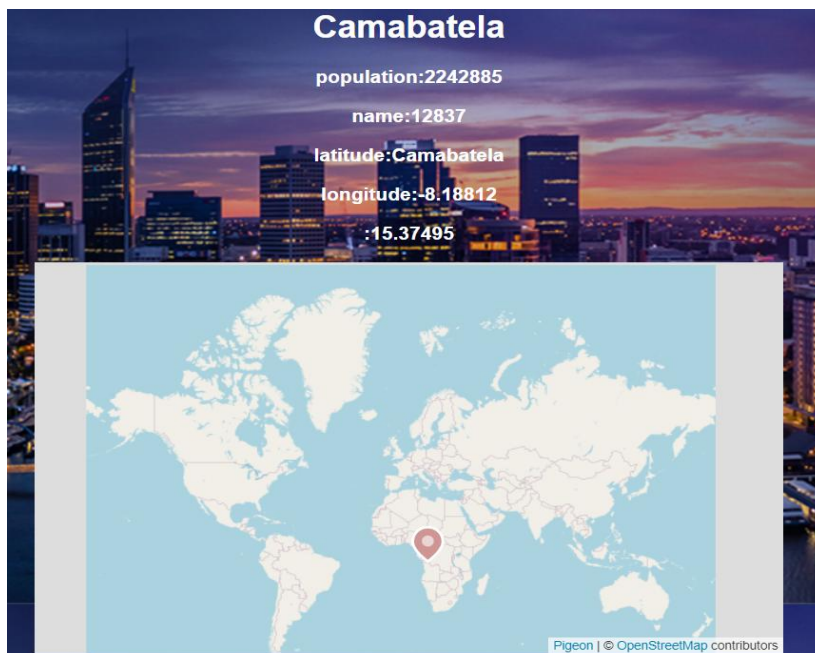 Camabatela
population:2242885
name:12837
latitude:Camabatela
longitude:-8.18812
:15.37495
Pigeon | © OpenStreetMap contributors